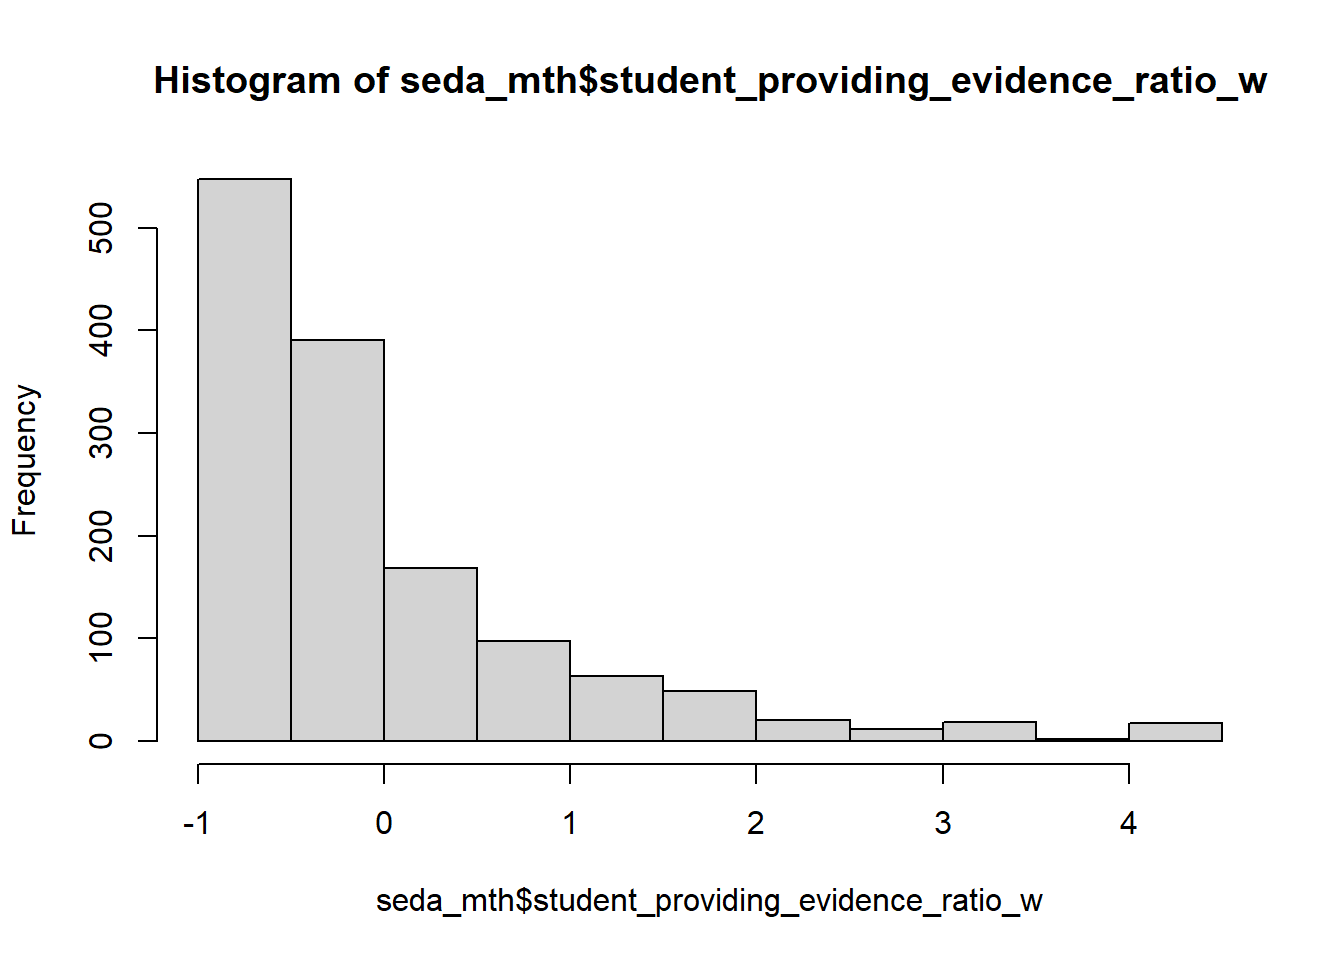 Histogram of seda_mth$student_providing_evidence_ratio_w
Frequency
500
400
300
200
100
0
-1 0 1 2 3 4
seda_mth$student_providing_evidence_ratio_w